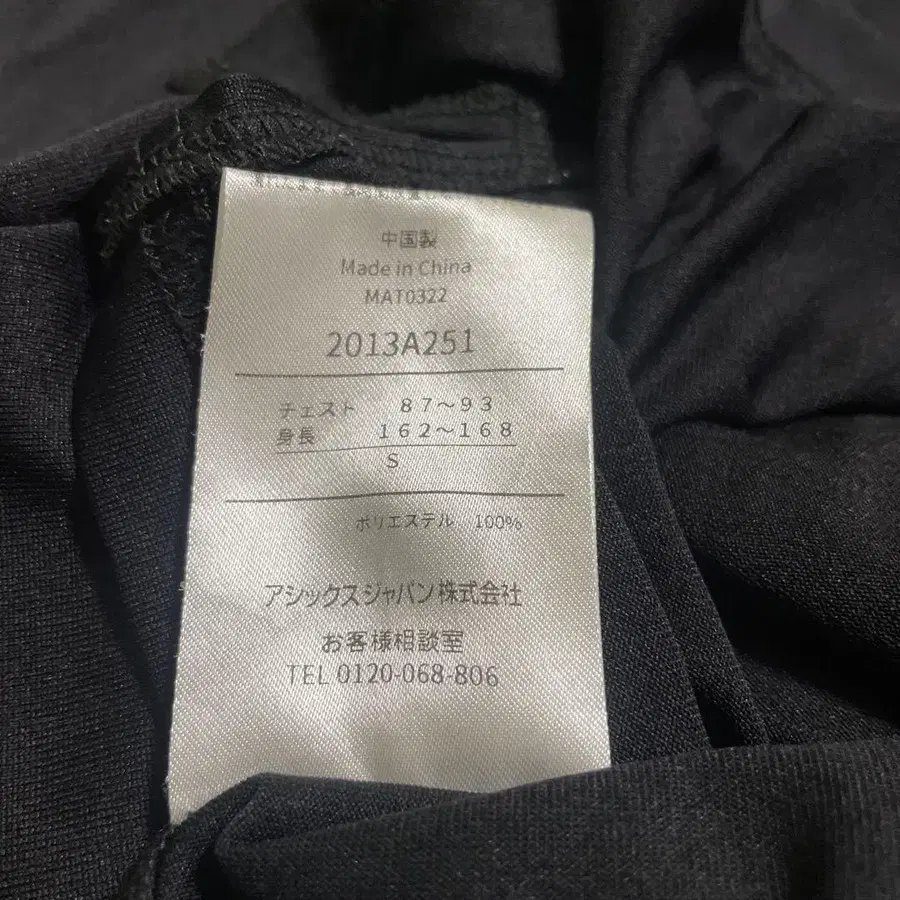 中国製
Made in China
MAT0322
2013A251
チェスト 87～93
身長 162～168
S
ポリエステル 100%
アシックスジャパン株式会社
お客様相談室
TEL 0120-068-806